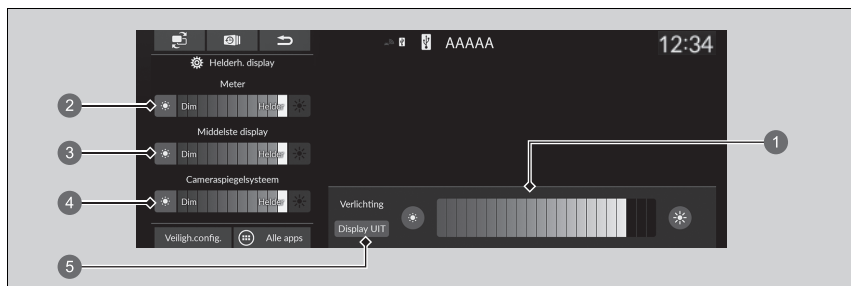 AAAAA
12:34
Helderh. display
Meter
Dim Helder
Middelste display
Dim Helder
Cameraspiegelsysteem
Dim Helder
Veiligh.config.
Alle apps
Verlichting
Display UIT
1
2
3
4
5